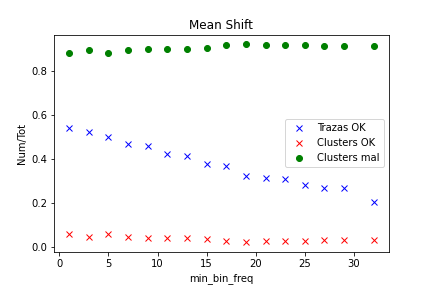 Mean Shift
Num/Tot
0.8
0.6
0.4
0.2
0.0
Trazas OK
Clusters OK
Clusters mal
0 5 10 15 20 25 30
min_bin_freq